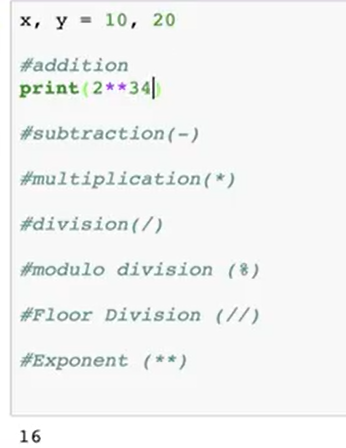 x, y = 10, 20
#addition
print(2**34)
#subtraction(-)
#multiplication(*)
#division(/)
#modulo division (%)
#Floor Division (//)
#Exponent (**)
16